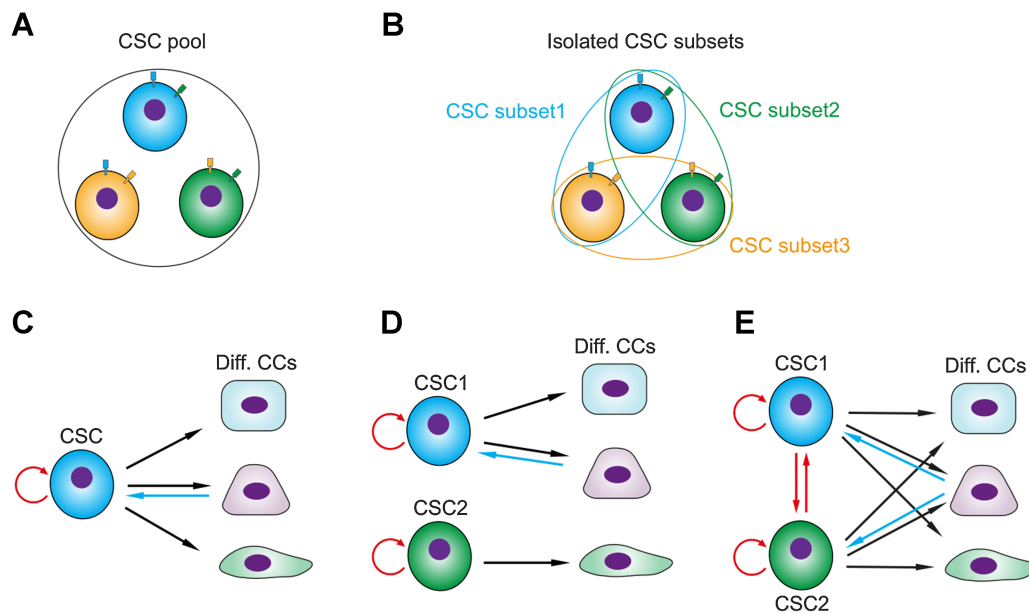 A
CSC pool
B
Isolated CSC subsets
CSC subset1
CSC subset2
CSC subset3
C
Diff. CCs
CSC
D
Diff. CCs
CSC1
CSC2
E
CSC1
Diff. CCs
CSC2